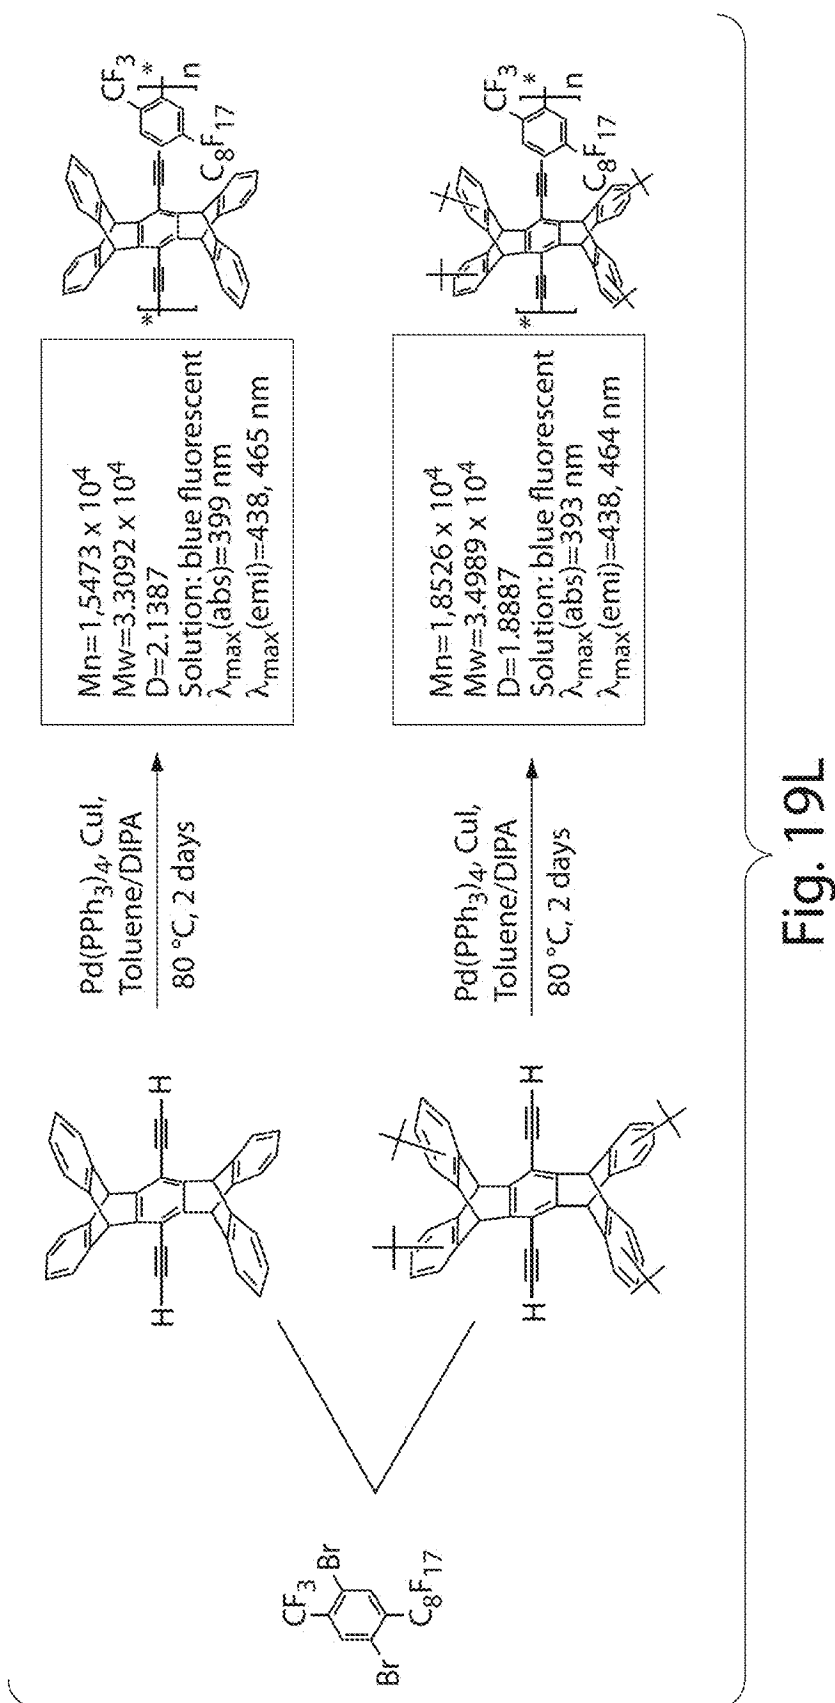 CF3
Br
Br
C8F17
H
H
Pd(PPh3)4, CuI,
Toluene/DIPA
80 °C, 2 days
Mn=1,5473 x 10^4
Mw=3.3092 x 10^4
D=2.1387
Solution: blue fluorescent
λmax(abs)=399 nm
λmax(emi)=438, 465 nm
*
CF3
*
n
C8F17
H
H
Pd(PPh3)4, CuI,
Toluene/DIPA
80 °C, 2 days
Mn=1,8526 x 10^4
Mw=3.4989 x 10^4
D=1.8887
Solution: blue fluorescent
λmax(abs)=393 nm
λmax(emi)=438, 464 nm
*
CF3
*
n
C8F17
Fig. 19L